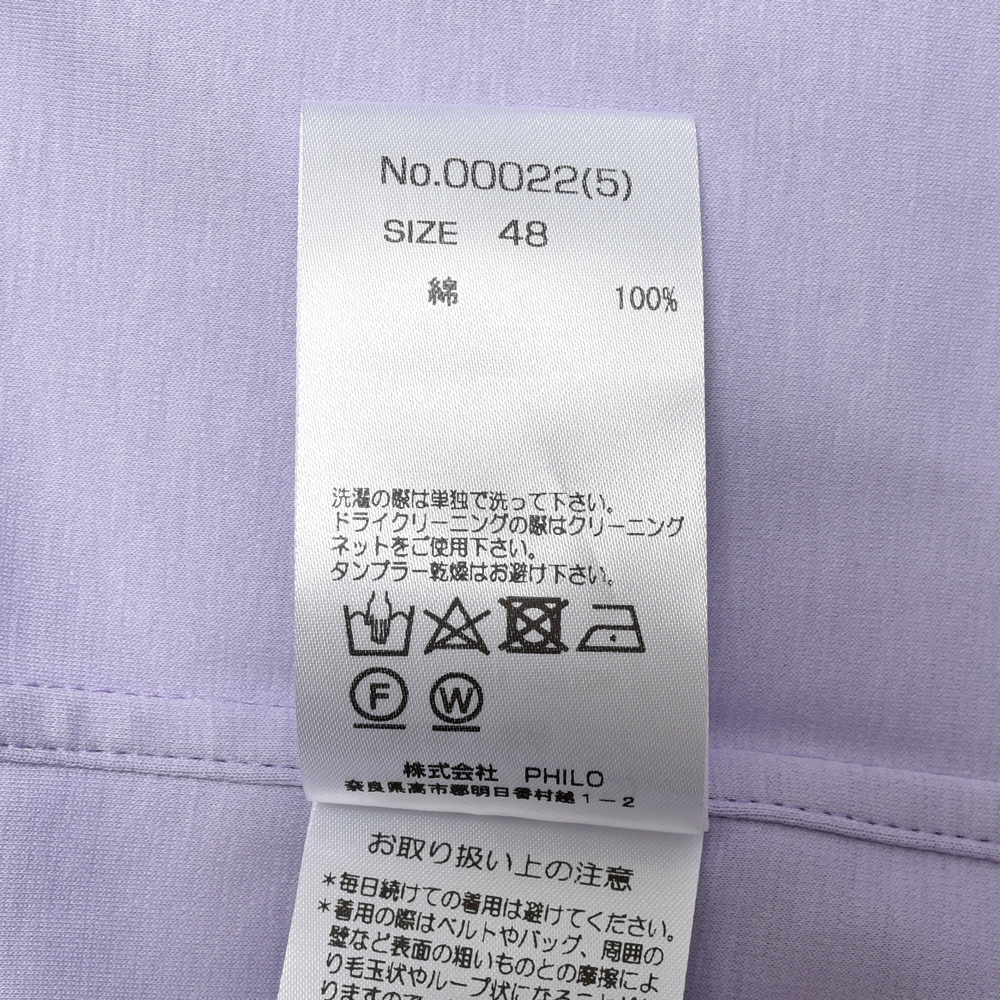 No.00022(5)
SIZE 48
綿 100%
洗濯の際は単独で洗って下さい。
ドライクリーニングの際はクリーニング
ネットをご使用下さい。
タンブラー乾燥はお避け下さい。
F W
株式会社 PHILO
奈良県高市郡明日香村越1-2
お取り扱い上の注意
*毎日続けての着用は避けてください。
*着用の際はベルトやバッグ、周囲の
壁など表面の粗いものとの摩擦によ
り毛玉状やループ状になることが
りますので